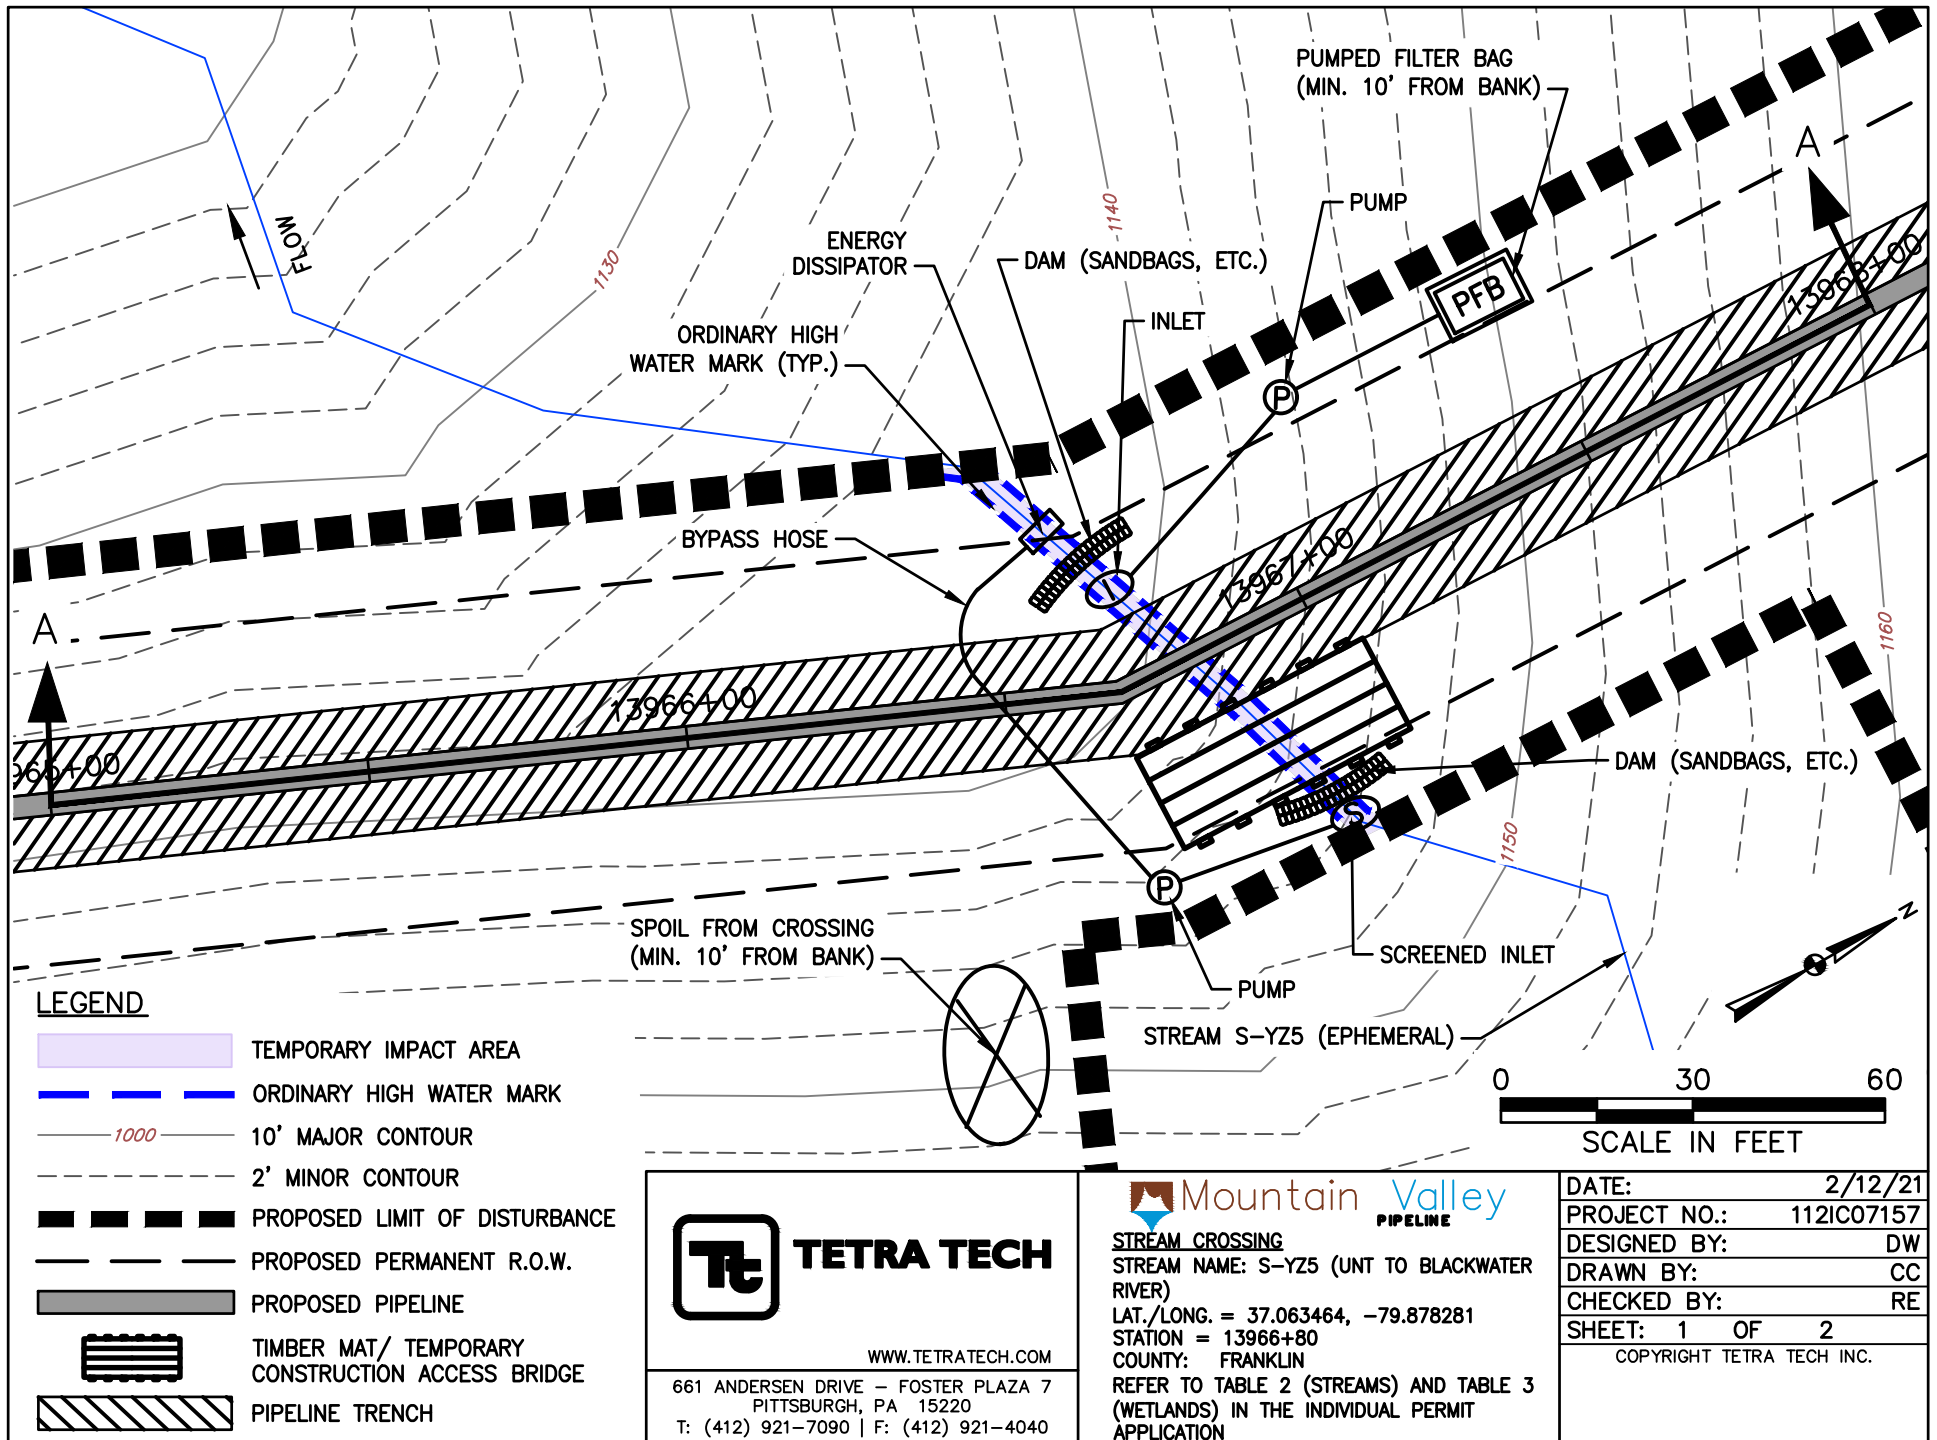 PUMPED FILTER BAG
(MIN. 10' FROM BANK)
A
PUMP
1140
FLOW
ENERGY
DISSIPATOR
DAM (SANDBAGS, ETC.)
1130
13968+00
PFB
INLET
ORDINARY HIGH
WATER MARK (TYP.)
P
BYPASS HOSE
13967+00
A
1160
13966+00
965+00
DAM (SANDBAGS, ETC.)
S
1150
P
SPOIL FROM CROSSING
(MIN. 10' FROM BANK)
SCREENED INLET
N
PUMP
STREAM S-YZ5 (EPHEMERAL)
0 30 60
SCALE IN FEET
LEGEND
TEMPORARY IMPACT AREA
ORDINARY HIGH WATER MARK
1000
10' MAJOR CONTOUR
2' MINOR CONTOUR
PROPOSED LIMIT OF DISTURBANCE
PROPOSED PERMANENT R.O.W.
PROPOSED PIPELINE
TIMBER MAT/ TEMPORARY
CONSTRUCTION ACCESS BRIDGE
PIPELINE TRENCH
Tt TETRA TECH
WWW.TETRATECH.COM
661 ANDERSEN DRIVE – FOSTER PLAZA 7
PITTSBURGH, PA 15220
T: (412) 921-7090 | F: (412) 921-4040
Mountain Valley
PIPELINE
STREAM CROSSING
STREAM NAME: S-YZ5 (UNT TO BLACKWATER
RIVER)
LAT./LONG. = 37.063464, -79.878281
STATION = 13966+80
COUNTY: FRANKLIN
REFER TO TABLE 2 (STREAMS) AND TABLE 3
(WETLANDS) IN THE INDIVIDUAL PERMIT
APPLICATION
DATE: 2/12/21
PROJECT NO.: 112IC07157
DESIGNED BY: DW
DRAWN BY: CC
CHECKED BY: RE
SHEET: 1 OF 2
COPYRIGHT TETRA TECH INC.